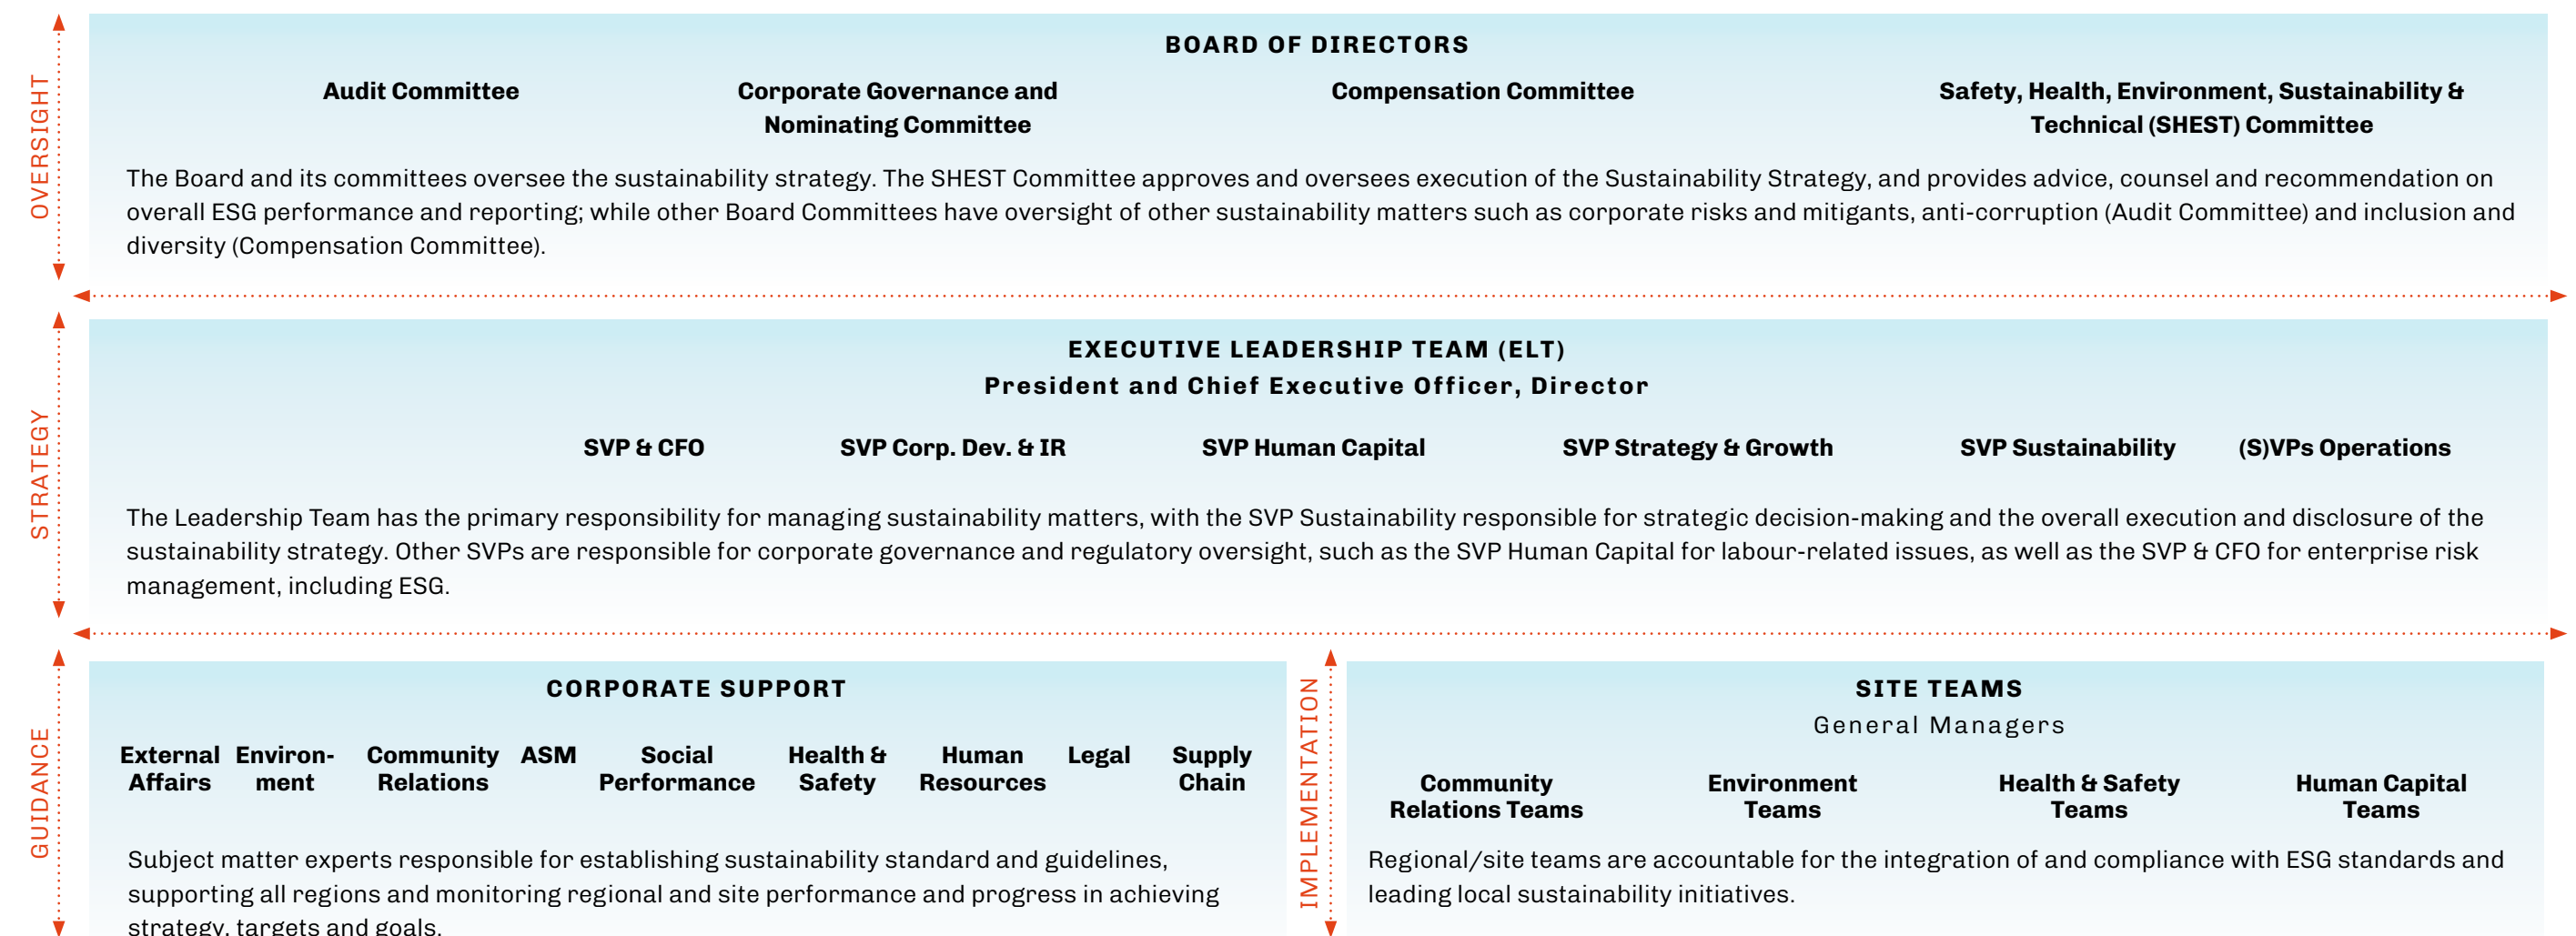 OVERSIGHT
BOARD OF DIRECTORS
Audit Committee
Corporate Governance and
Nominating Committee
Compensation Committee
Safety, Health, Environment, Sustainability &
Technical (SHEST) Committee
The Board and its committees oversee the sustainability strategy. The SHEST Committee approves and oversees execution of the Sustainability Strategy, and provides advice, counsel and recommendation on
overall ESG performance and reporting; while other Board Committees have oversight of other sustainability matters such as corporate risks and mitigants, anti-corruption (Audit Committee) and inclusion and
diversity (Compensation Committee).
STRATEGY
EXECUTIVE LEADERSHIP TEAM (ELT)
President and Chief Executive Officer, Director
SVP & CFO
SVP Corp. Dev. & IR
SVP Human Capital
SVP Strategy & Growth
SVP Sustainability
(S)VPs Operations
The Leadership Team has the primary responsibility for managing sustainability matters, with the SVP Sustainability responsible for strategic decision-making and the overall execution and disclosure of the
sustainability strategy. Other SVPs are responsible for corporate governance and regulatory oversight, such as the SVP Human Capital for labour-related issues, as well as the SVP & CFO for enterprise risk
management, including ESG.
GUIDANCE
CORPORATE SUPPORT
External
Affairs
Environ-
ment
Community
Relations
ASM
Social
Performance
Health &
Safety
Human
Resources
Legal
Supply
Chain
Subject matter experts responsible for establishing sustainability standard and guidelines,
supporting all regions and monitoring regional and site performance and progress in achieving
strategy, targets and goals.
IMPLEMENTATION
SITE TEAMS
General Managers
Community
Relations Teams
Environment
Teams
Health & Safety
Teams
Human Capital
Teams
Regional/site teams are accountable for the integration of and compliance with ESG standards and
leading local sustainability initiatives.